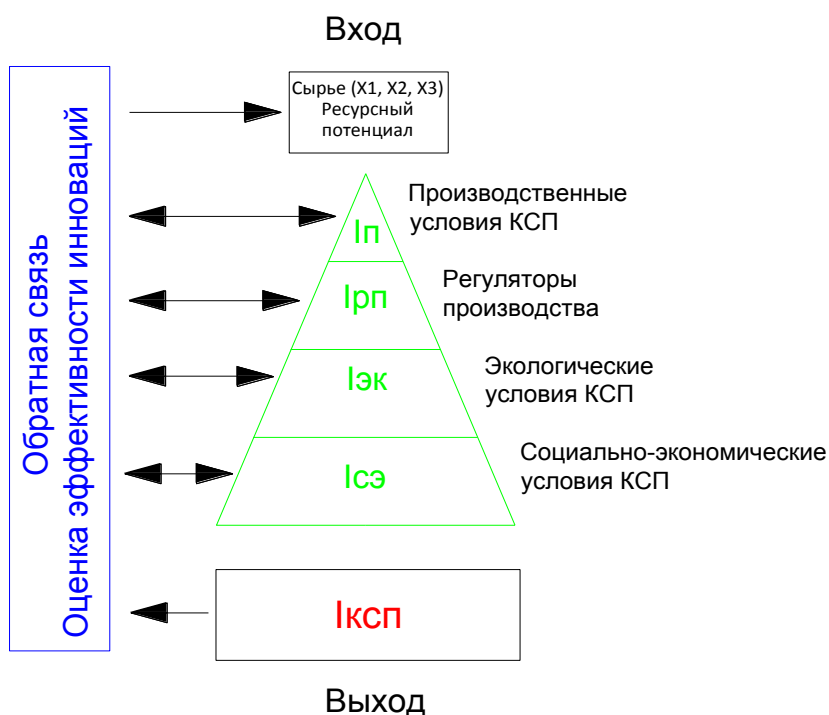 Вход
Обратная связь
Оценка эффективности инноваций
Сырье (X1, X2, X3)
Ресурсный
потенциал
Iп
Производственные
условия КСП
Iрп
Регуляторы
производства
Iэк
Экологические
условия КСП
Iсэ
Социально-экономические
условия КСП
Iксп
Выход